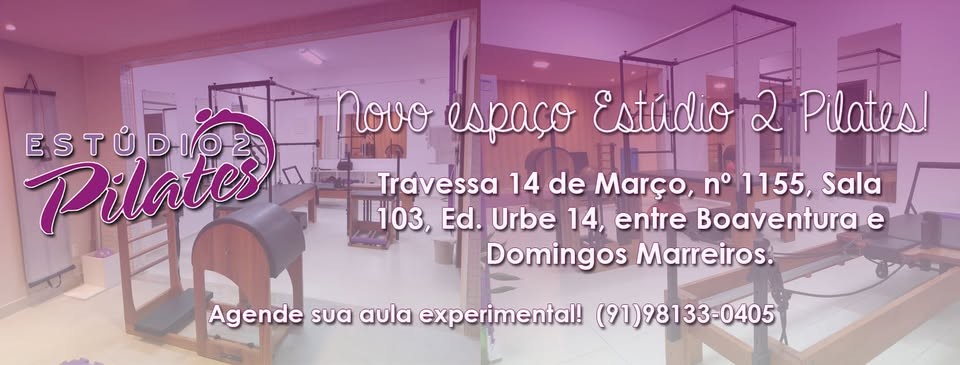 ESTÚDIO 2
Pilates
Novo espaço Estúdio 2 Pilates!
Travessa 14 de Março, nº 1155, Sala
103, Ed. Urbe 14, entre Boaventura e
Domingos Marreiros.
Agende sua aula experimental! (91)98133-0405